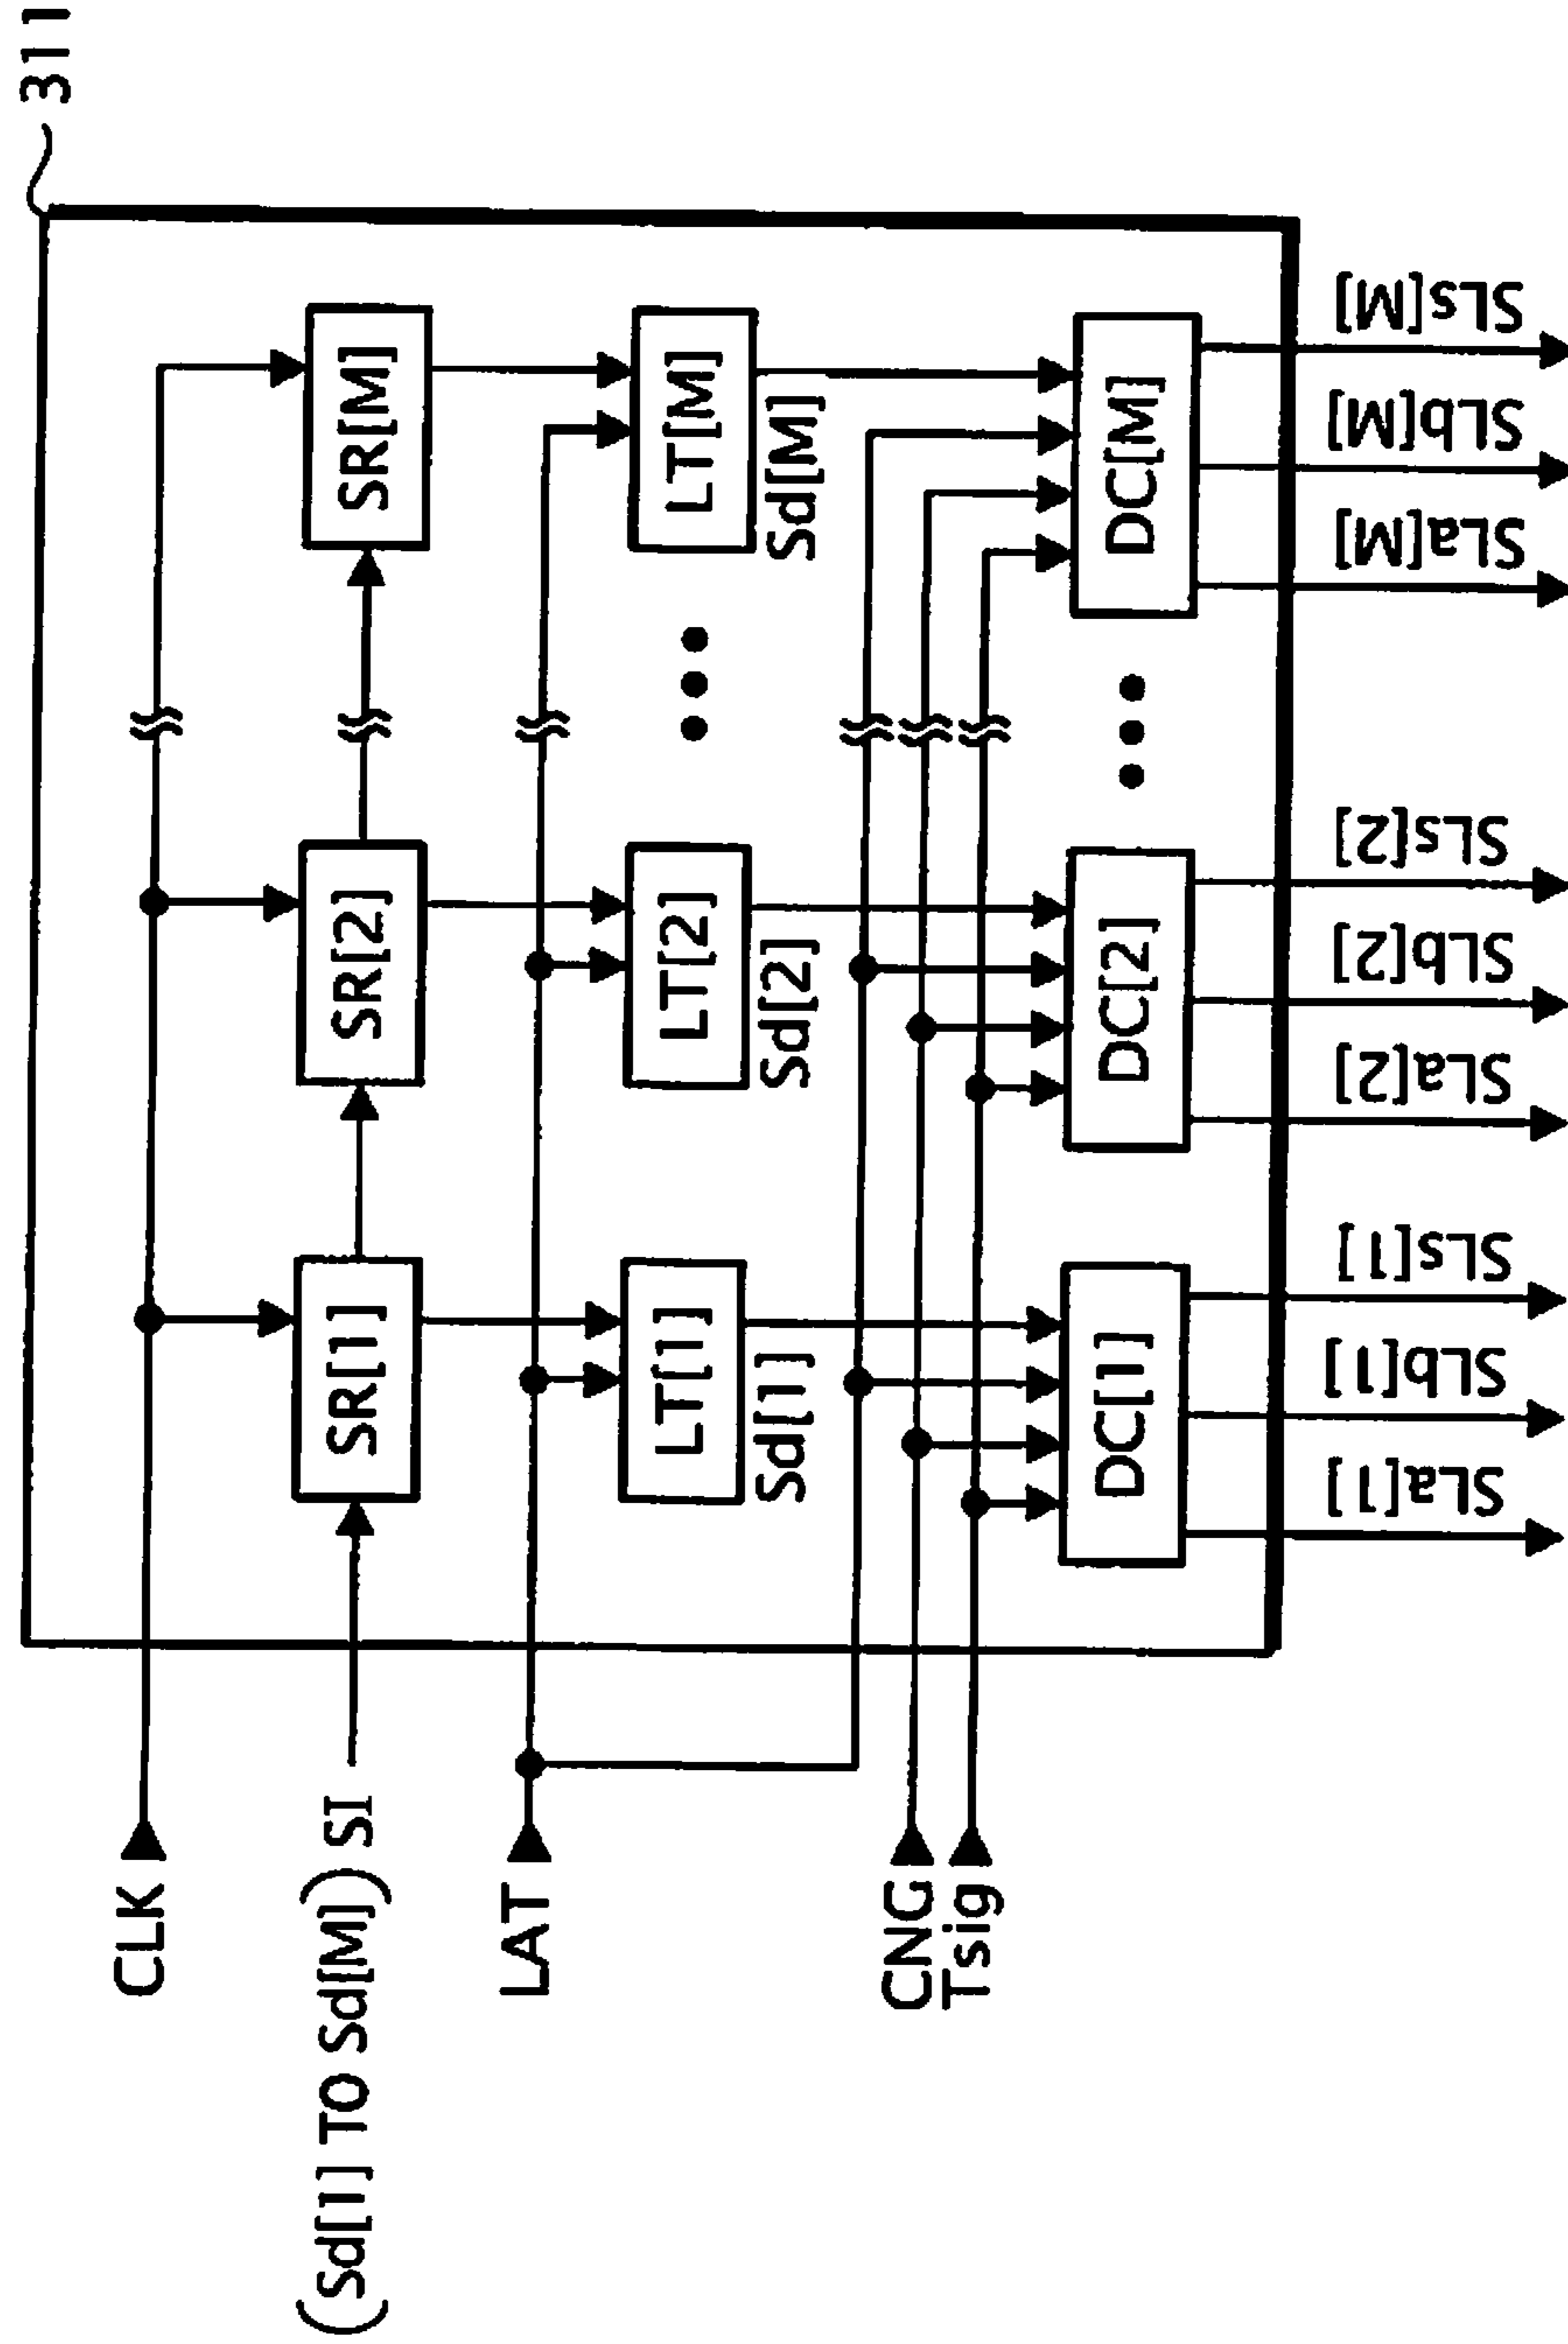 311
CLK
(Sd[1] TO Sd[M]) SI
LAT
CNG
Tsig
SR[1]
SR[2]
SR[M]
LT[1]
LT[2]
LT[M]
Sd[1]
Sd[2]
Sd[M]
DC[1]
DC[2]
DC[M]
SLa[1]
SLb[1]
SLs[1]
SLa[2]
SLb[2]
SLs[2]
SLa[M]
SLb[M]
SLs[M]